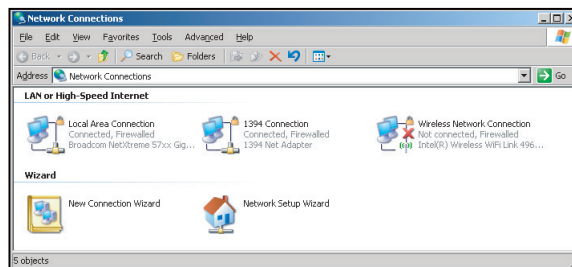 Network Connections
File Edit View Favorites Tools Advanced Help
Back Search Folders
Address Network Connections Go
LAN or High-Speed Internet
Local Area Connection
Connected, Firewalled
Broadcom NetXtreme 57xx Gig...
1394 Connection
Connected, Firewalled
1394 Net Adapter
Wireless Network Connection
Not connected, Firewalled
Intel(R) Wireless WiFi Link 496...
Wizard
New Connection Wizard
Network Setup Wizard
5 objects